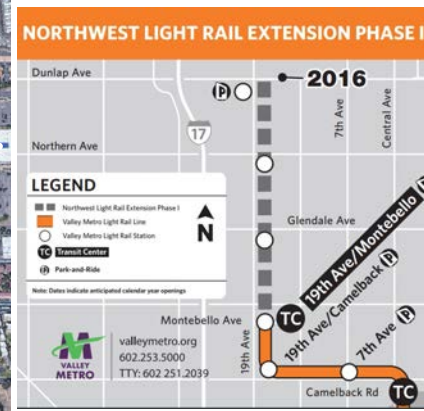 NORTHWEST LIGHT RAIL EXTENSION PHASE I
Dunlap Ave
2016
P
7th Ave
Central Ave
17
Northern Ave
LEGEND
Northwest Light Rail Extension Phase I
Valley Metro Light Rail Line
Valley Metro Light Rail Station
TC Transit Center
P Park-and-Ride
Note: Dates indicate anticipated calendar year openings
N
Glendale Ave
19th Ave/Montebello P
19th Ave/Camelback P
7th Ave P
Montebello Ave
TC
19th Ave
VALLEY
METRO
valleymetro.org
602.253.5000
TTY: 602 251.2039
Camelback Rd
TC